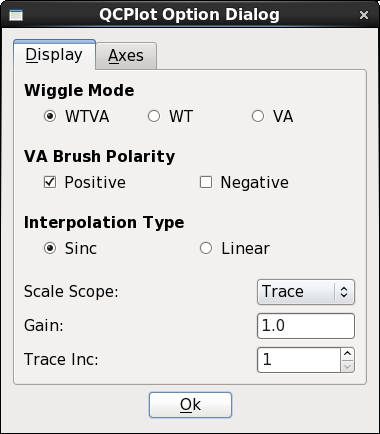 QCPlot Option Dialog
Display Axes
Wiggle Mode
WTVA WT VA
VA Brush Polarity
Positive Negative
Interpolation Type
Sinc Linear
Scale Scope: Trace
Gain: 1.0
Trace Inc: 1
Ok